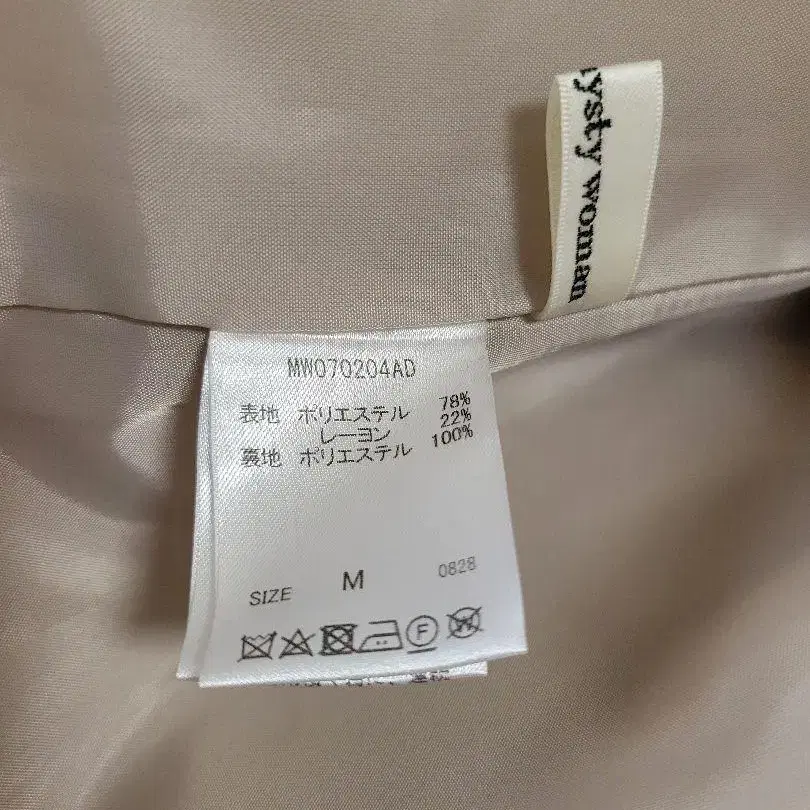 ysty woman
MW070204AD
表地 ポリエステル 78%
レーヨン 22%
裏地 ポリエステル 100%
SIZE M 0828
F
W